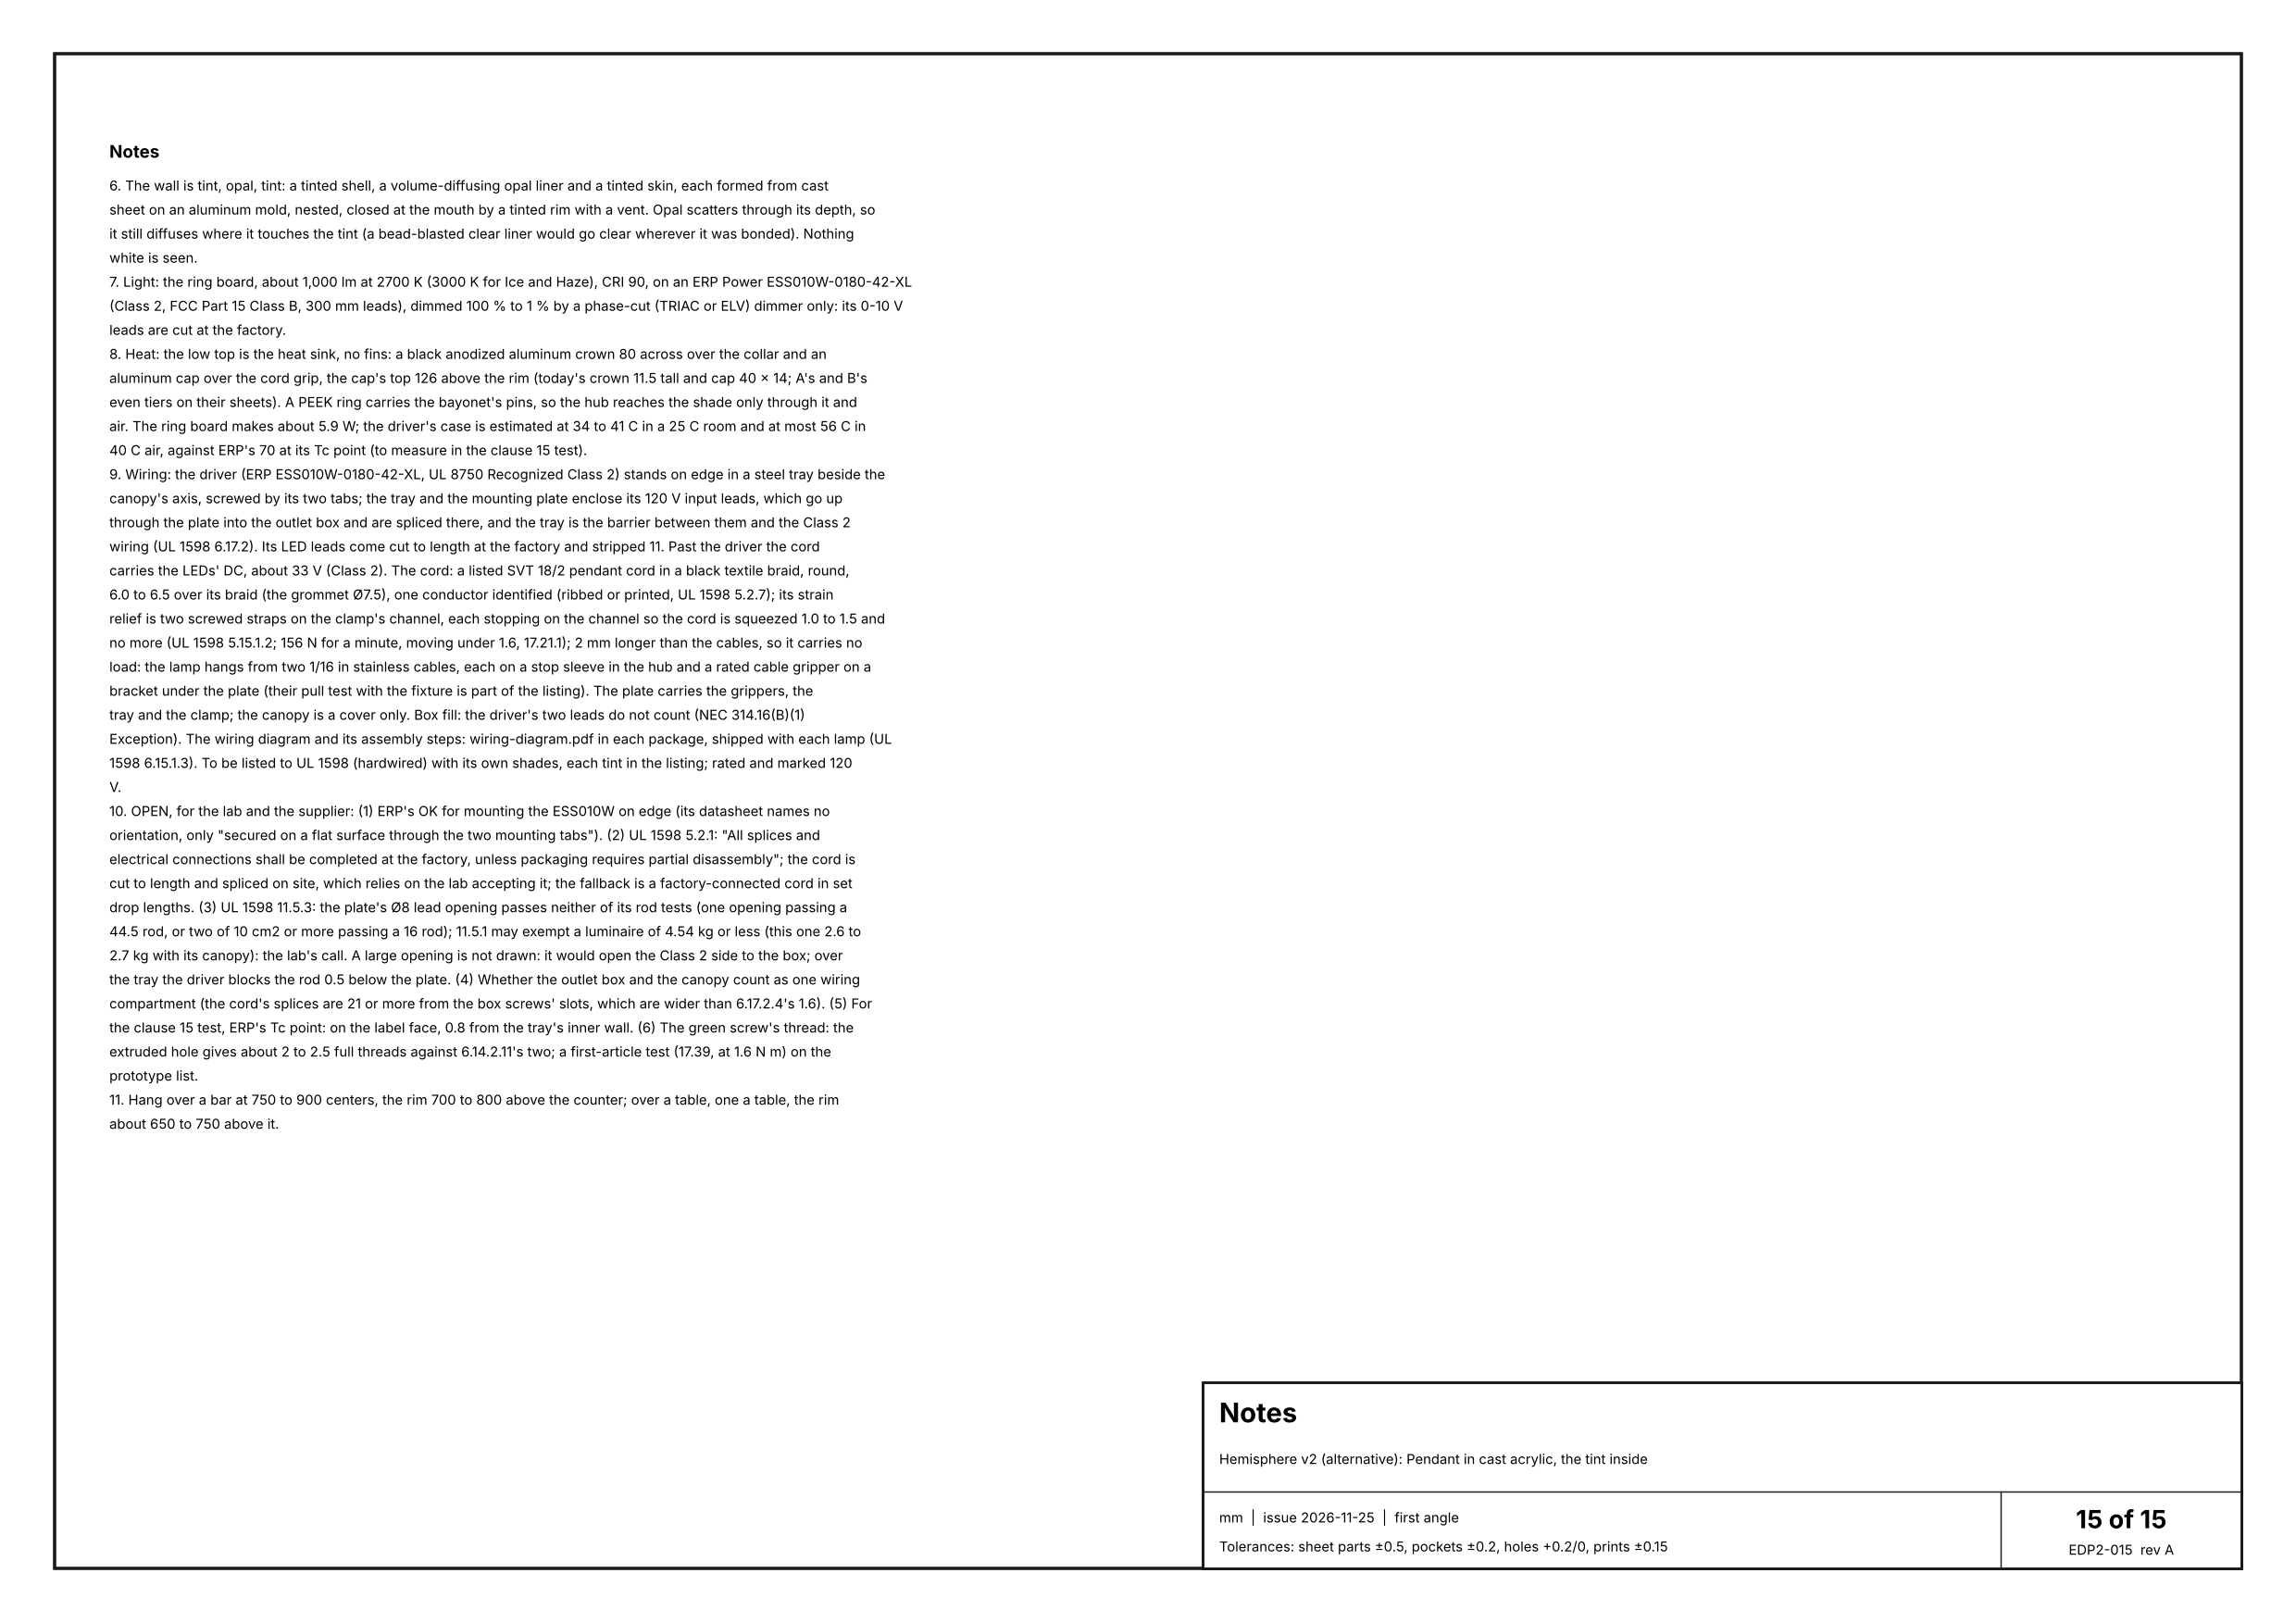 Notes
6. The wall is tint, opal, tint: a tinted shell, a volume-diffusing opal liner and a tinted skin, each formed from cast
sheet on an aluminum mold, nested, closed at the mouth by a tinted rim with a vent. Opal scatters through its depth, so
it still diffuses where it touches the tint (a bead-blasted clear liner would go clear wherever it was bonded). Nothing
white is seen.
7. Light: the ring board, about 1,000 lm at 2700 K (3000 K for Ice and Haze), CRI 90, on an ERP Power ESS010W-0180-42-XL
(Class 2, FCC Part 15 Class B, 300 mm leads), dimmed 100 % to 1 % by a phase-cut (TRIAC or ELV) dimmer only: its 0-10 V
leads are cut at the factory.
8. Heat: the low top is the heat sink, no fins: a black anodized aluminum crown 80 across over the collar and an
aluminum cap over the cord grip, the cap's top 126 above the rim (today's crown 11.5 tall and cap 40 × 14; A's and B's
even tiers on their sheets). A PEEK ring carries the bayonet's pins, so the hub reaches the shade only through it and
air. The ring board makes about 5.9 W; the driver's case is estimated at 34 to 41 C in a 25 C room and at most 56 C in
40 C air, against ERP's 70 at its Tc point (to measure in the clause 15 test).
9. Wiring: the driver (ERP ESS010W-0180-42-XL, UL 8750 Recognized Class 2) stands on edge in a steel tray beside the
canopy's axis, screwed by its two tabs; the tray and the mounting plate enclose its 120 V input leads, which go up
through the plate into the outlet box and are spliced there, and the tray is the barrier between them and the Class 2
wiring (UL 1598 6.17.2). Its LED leads come cut to length at the factory and stripped 11. Past the driver the cord
carries the LEDs' DC, about 33 V (Class 2). The cord: a listed SVT 18/2 pendant cord in a black textile braid, round,
6.0 to 6.5 over its braid (the grommet Ø7.5), one conductor identified (ribbed or printed, UL 1598 5.2.7); its strain
relief is two screwed straps on the clamp's channel, each stopping on the channel so the cord is squeezed 1.0 to 1.5 and
no more (UL 1598 5.15.1.2; 156 N for a minute, moving under 1.6, 17.21.1); 2 mm longer than the cables, so it carries no
load: the lamp hangs from two 1/16 in stainless cables, each on a stop sleeve in the hub and a rated cable gripper on a
bracket under the plate (their pull test with the fixture is part of the listing). The plate carries the grippers, the
tray and the clamp; the canopy is a cover only. Box fill: the driver's two leads do not count (NEC 314.16(B)(1)
Exception). The wiring diagram and its assembly steps: wiring-diagram.pdf in each package, shipped with each lamp (UL
1598 6.15.1.3). To be listed to UL 1598 (hardwired) with its own shades, each tint in the listing; rated and marked 120
V.
10. OPEN, for the lab and the supplier: (1) ERP's OK for mounting the ESS010W on edge (its datasheet names no
orientation, only "secured on a flat surface through the two mounting tabs"). (2) UL 1598 5.2.1: "All splices and
electrical connections shall be completed at the factory, unless packaging requires partial disassembly"; the cord is
cut to length and spliced on site, which relies on the lab accepting it; the fallback is a factory-connected cord in set
drop lengths. (3) UL 1598 11.5.3: the plate's Ø8 lead opening passes neither of its rod tests (one opening passing a
44.5 rod, or two of 10 cm2 or more passing a 16 rod); 11.5.1 may exempt a luminaire of 4.54 kg or less (this one 2.6 to
2.7 kg with its canopy): the lab's call. A large opening is not drawn: it would open the Class 2 side to the box; over
the tray the driver blocks the rod 0.5 below the plate. (4) Whether the outlet box and the canopy count as one wiring
compartment (the cord's splices are 21 or more from the box screws' slots, which are wider than 6.17.2.4's 1.6). (5) For
the clause 15 test, ERP's Tc point: on the label face, 0.8 from the tray's inner wall. (6) The green screw's thread: the
extruded hole gives about 2 to 2.5 full threads against 6.14.2.11's two; a first-article test (17.39, at 1.6 N m) on the
prototype list.
11. Hang over a bar at 750 to 900 centers, the rim 700 to 800 above the counter; over a table, one a table, the rim
about 650 to 750 above it.
Notes
Hemisphere v2 (alternative): Pendant in cast acrylic, the tint inside
mm | issue 2026-11-25 | first angle
Tolerances: sheet parts ±0.5, pockets ±0.2, holes +0.2/0, prints ±0.15
15 of 15
EDP2-015 rev A